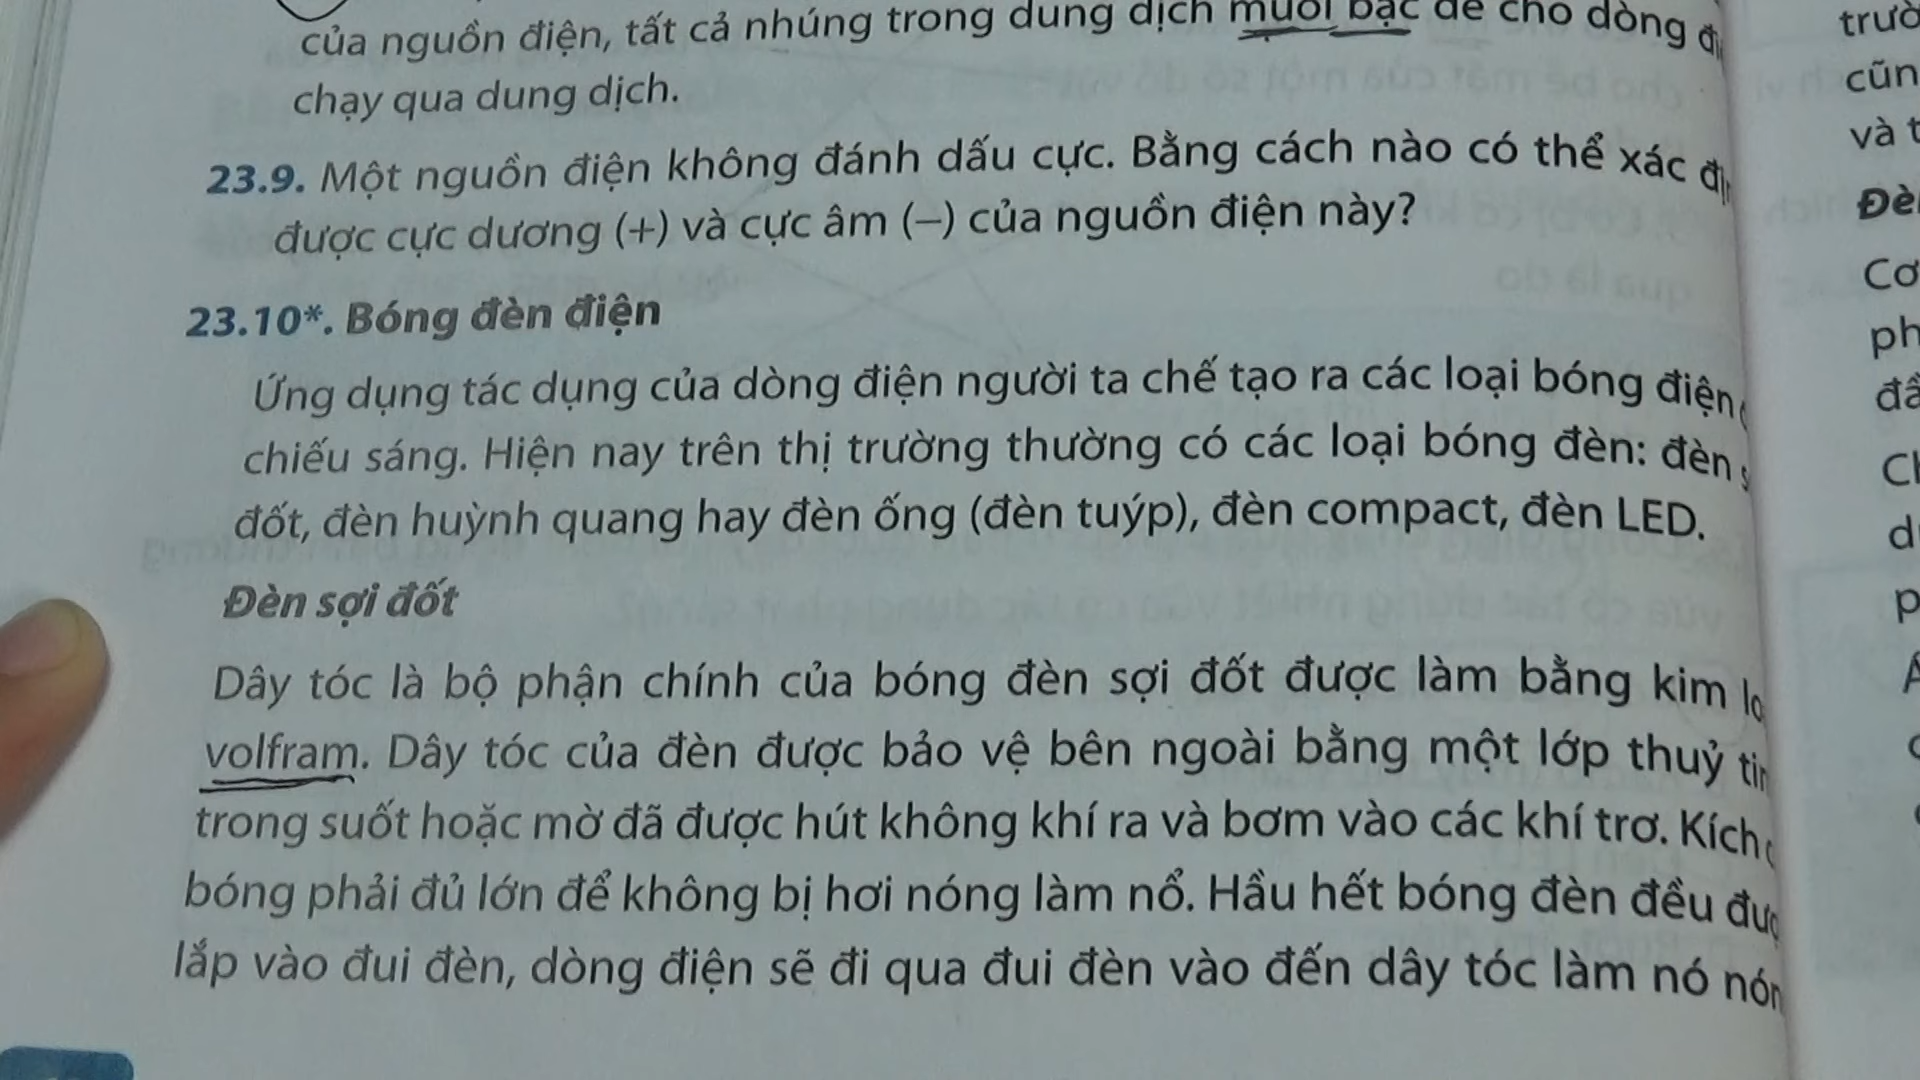 của nguồn điện, tất cả nhúng trong dung dịch muối bạc để cho dòng
chạy qua dung dịch.
23.9. Một nguồn điện không đánh dấu cực. Bằng cách nào có thể xác
được cực dương (+) và cực âm (–) của nguồn điện này?
23.10*. Bóng đèn điện
Ứng dụng tác dụng của dòng điện người ta chế tạo ra các loại bóng điện
chiếu sáng. Hiện nay trên thị trường thường có các loại bóng đèn: đèn
đốt, đèn huỳnh quang hay đèn ống (đèn tuýp), đèn compact, đèn LED.
Đèn sợi đốt
Dây tóc là bộ phận chính của bóng đèn sợi đốt được làm bằng kim
volfram. Dây tóc của đèn được bảo vệ bên ngoài bằng một lớp thuỷ
trong suốt hoặc mờ đã được hút không khí ra và bơm vào các khí trơ. Kích
bóng phải đủ lớn để không bị hơi nóng làm nổ. Hầu hết bóng đèn đều
lắp vào đui đèn, dòng điện sẽ đi qua đui đèn vào đến dây tóc làm nó
và
Cơ